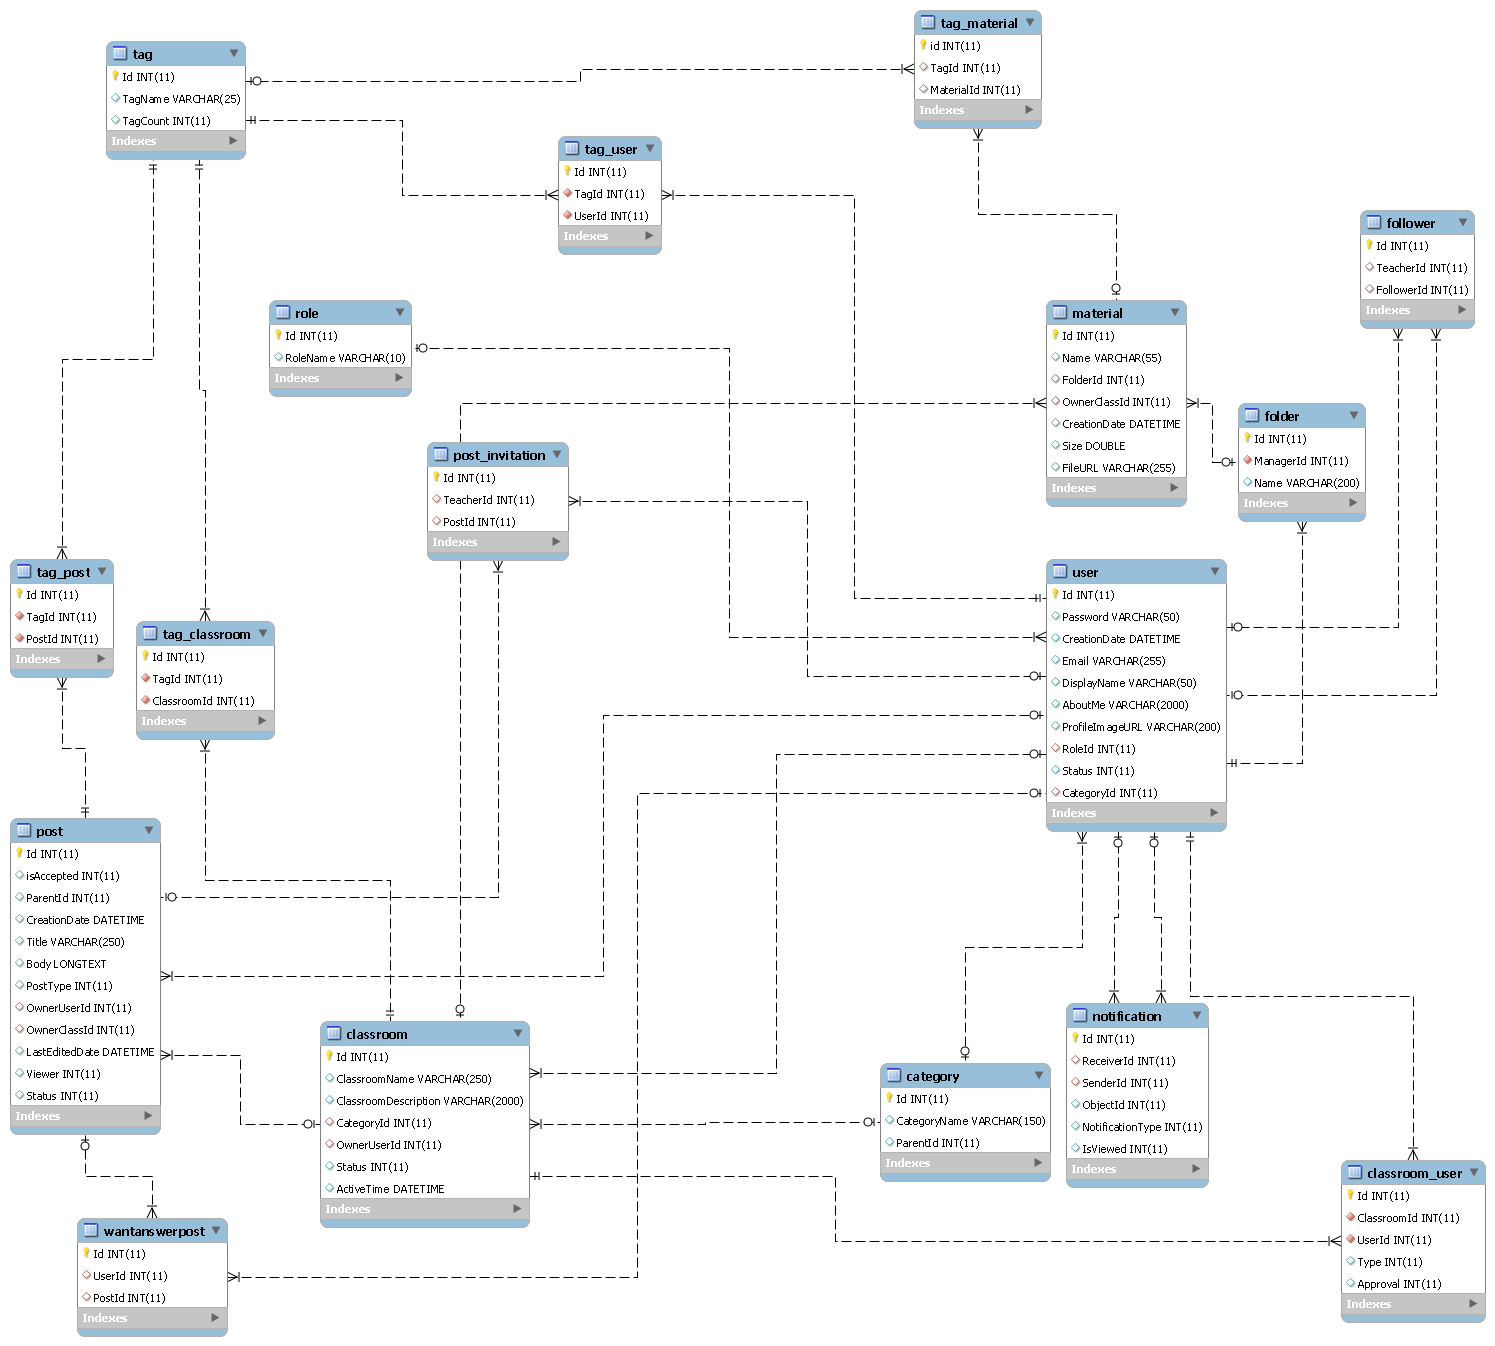 tag
Id INT(11)
TagName VARCHAR(25)
TagCount INT(11)
Indexes
tag_material
id INT(11)
TagId INT(11)
MaterialId INT(11)
Indexes
tag_user
Id INT(11)
TagId INT(11)
UserId INT(11)
Indexes
follower
Id INT(11)
TeacherId INT(11)
FollowerId INT(11)
Indexes
role
Id INT(11)
RoleName VARCHAR(10)
Indexes
material
Id INT(11)
Name VARCHAR(55)
FolderId INT(11)
OwnerClassId INT(11)
CreationDate DATETIME
Size DOUBLE
FileURL VARCHAR(255)
Indexes
folder
Id INT(11)
ManagerId INT(11)
Name VARCHAR(200)
Indexes
post_invitation
Id INT(11)
TeacherId INT(11)
PostId INT(11)
Indexes
tag_post
Id INT(11)
TagId INT(11)
PostId INT(11)
Indexes
tag_classroom
Id INT(11)
TagId INT(11)
ClassroomId INT(11)
Indexes
user
Id INT(11)
Password VARCHAR(50)
CreationDate DATETIME
Email VARCHAR(255)
DisplayName VARCHAR(50)
AboutMe VARCHAR(2000)
ProfileImageURL VARCHAR(200)
RoleId INT(11)
Status INT(11)
CategoryId INT(11)
Indexes
post
Id INT(11)
isAccepted INT(11)
ParentId INT(11)
CreationDate DATETIME
Title VARCHAR(250)
Body LONGTEXT
PostType INT(11)
OwnerUserId INT(11)
OwnerClassId INT(11)
LastEditedDate DATETIME
Viewer INT(11)
Status INT(11)
Indexes
classroom
Id INT(11)
ClassroomName VARCHAR(250)
ClassroomDescription VARCHAR(2000)
CategoryId INT(11)
OwnerUserId INT(11)
Status INT(11)
ActiveTime DATETIME
Indexes
category
Id INT(11)
CategoryName VARCHAR(150)
ParentId INT(11)
Indexes
notification
Id INT(11)
ReceiverId INT(11)
SenderId INT(11)
ObjectId INT(11)
NotificationType INT(11)
IsViewed INT(11)
Indexes
classroom_user
Id INT(11)
ClassroomId INT(11)
UserId INT(11)
Type INT(11)
Approval INT(11)
Indexes
wantanswerpost
Id INT(11)
UserId INT(11)
PostId INT(11)
Indexes